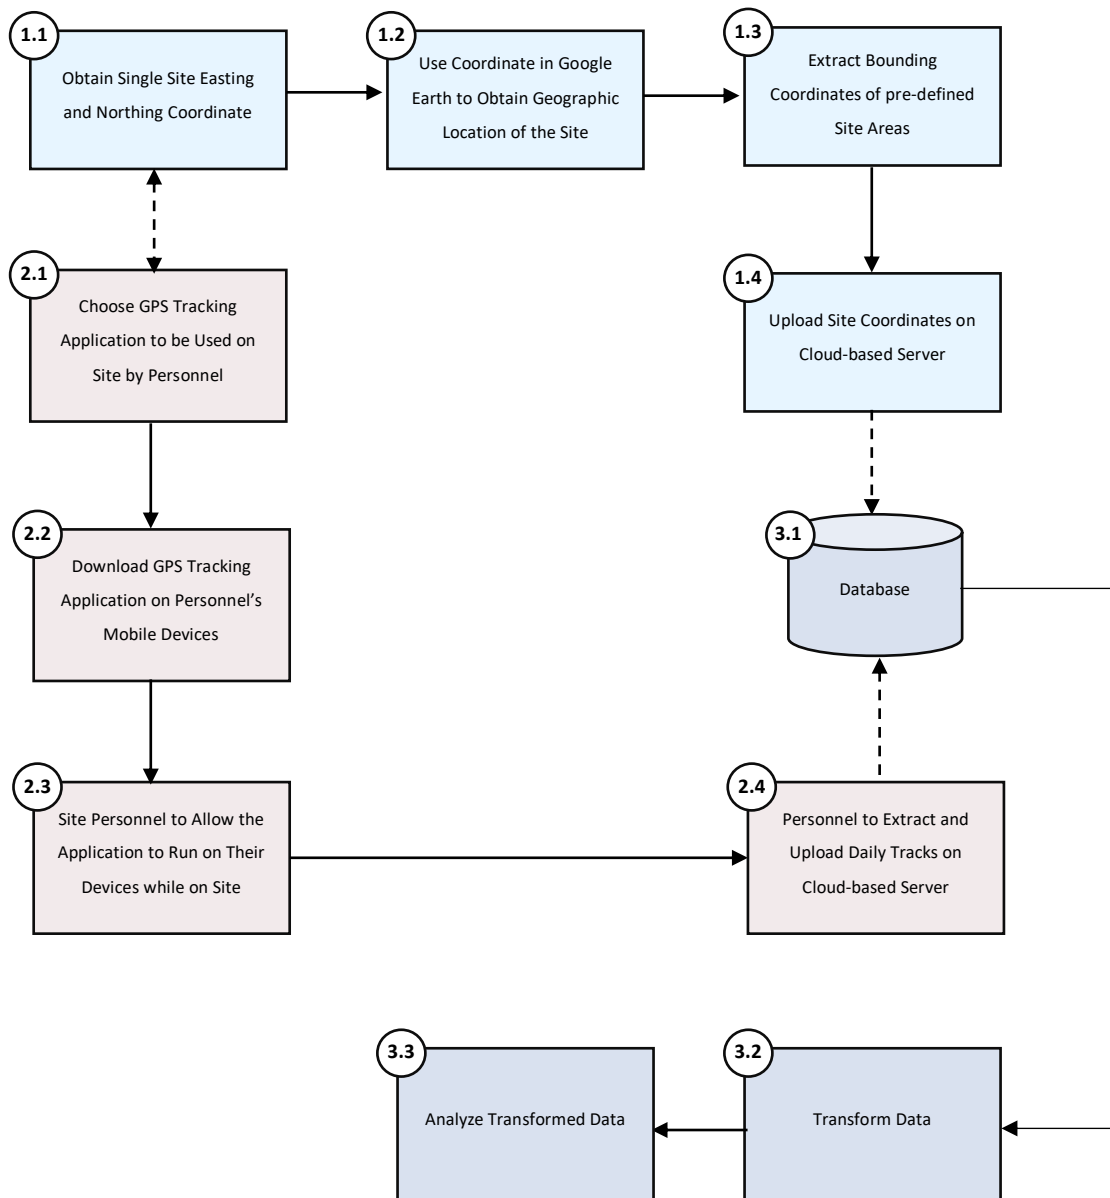 1.1
Obtain Single Site Easting
and Northing Coordinate
1.2
Use Coordinate in Google
Earth to Obtain Geographic
Location of the Site
1.3
Extract Bounding
Coordinates of pre-defined
Site Areas
2.1
Choose GPS Tracking
Application to be Used on
Site by Personnel
1.4
Upload Site Coordinates on
Cloud-based Server
2.2
Download GPS Tracking
Application on Personnel’s
Mobile Devices
3.1
Database
2.3
Site Personnel to Allow the
Application to Run on Their
Devices while on Site
2.4
Personnel to Extract and
Upload Daily Tracks on
Cloud-based Server
3.3
Analyze Transformed Data
3.2
Transform Data